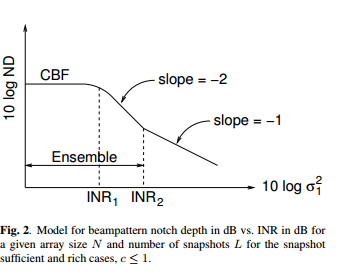 10 log ND
CBF
slope = −2
slope = −1
Ensemble
INR₁ INR₂
10 log σ₁²
Fig. 2. Model for beampattern notch depth in dB vs. INR in dB for
a given array size N and number of snapshots L for the snapshot
sufficient and rich cases, c ≤ 1.